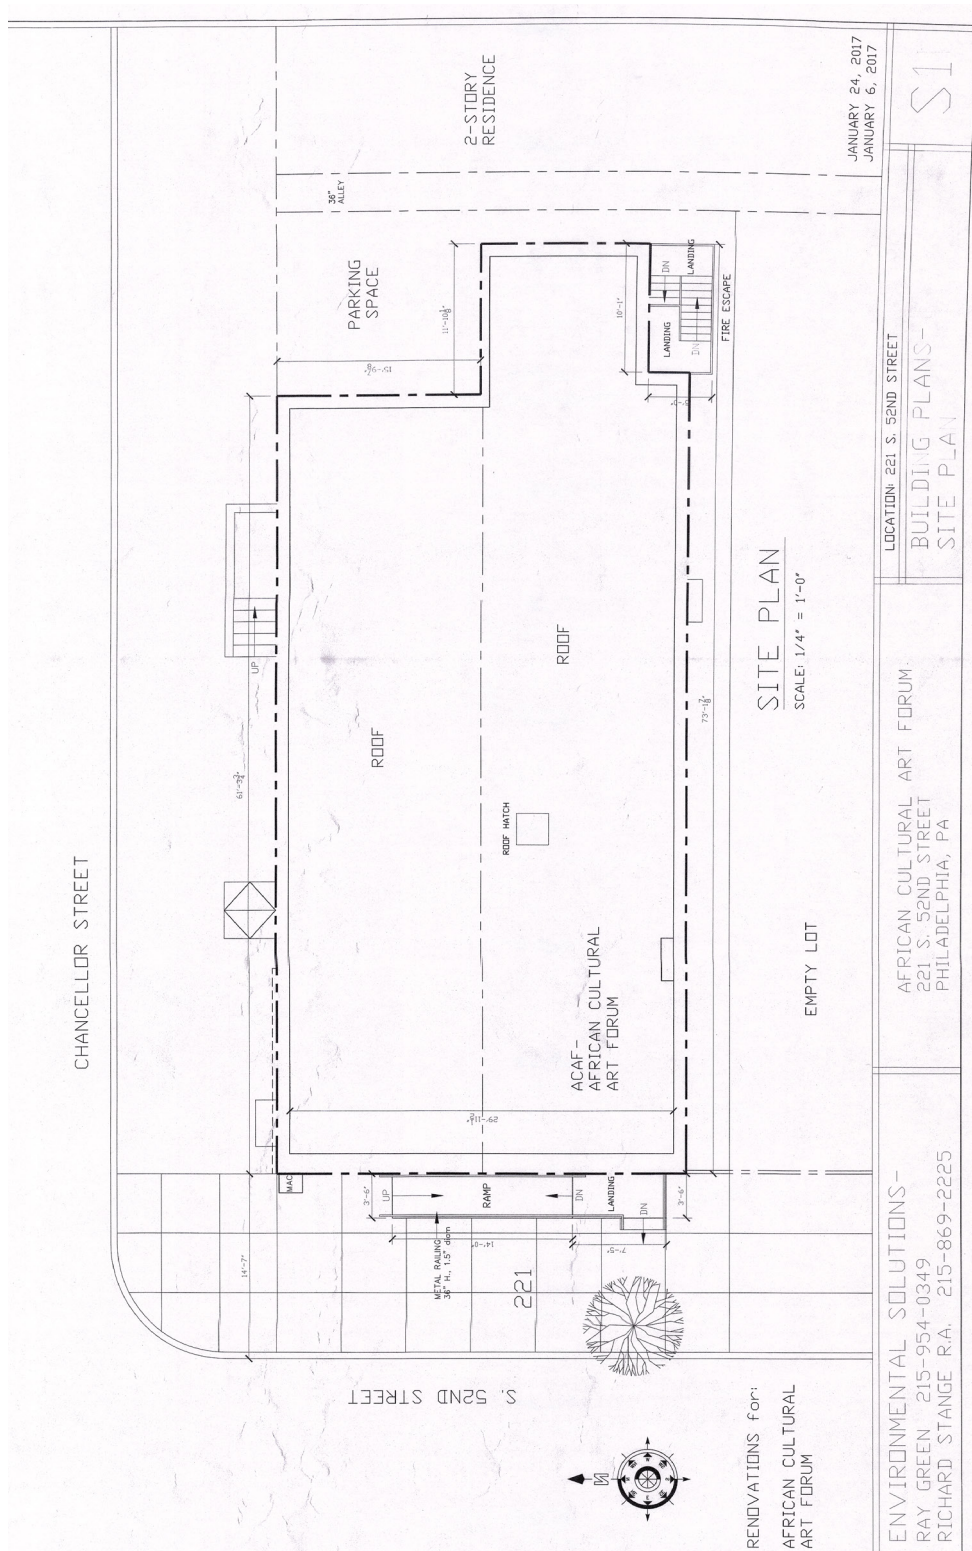 CHANCELLOR STREET
2-STORY
RESIDENCE
36"
ALLEY
PARKING
SPACE
11'-10 1/8"
15'-9 7/8"
10'-1"
DN
LANDING
LANDING
DN
FIRE ESCAPE
61'-3 3/4"
UP
ROOF
ROOF
ROOF HATCH
73'-1 7/8"
ACAF-
AFRICAN CULTURAL
ART FORUM
EMPTY LOT
MAC
3'-6"
UP
RAMP
DN
LANDING
DN
3'-6"
14'-0"
7'-5"
METAL RAILING
36" H., 1.5" diam
14'-7"
221
S. 52ND STREET
N
SITE PLAN
SCALE: 1/4" = 1'-0"
RENOVATIONS for:
AFRICAN CULTURAL
ART FORUM
ENVIRONMENTAL SOLUTIONS-
RAY GREEN 215-954-0349
RICHARD STANGE R.A. 215-869-2225
AFRICAN CULTURAL ART FORUM
221 S. 52ND STREET
PHILADELPHIA, PA
LOCATION: 221 S. 52ND STREET
BUILDING PLANS-
SITE PLAN
JANUARY 24, 2017
JANUARY 6, 2017
S1